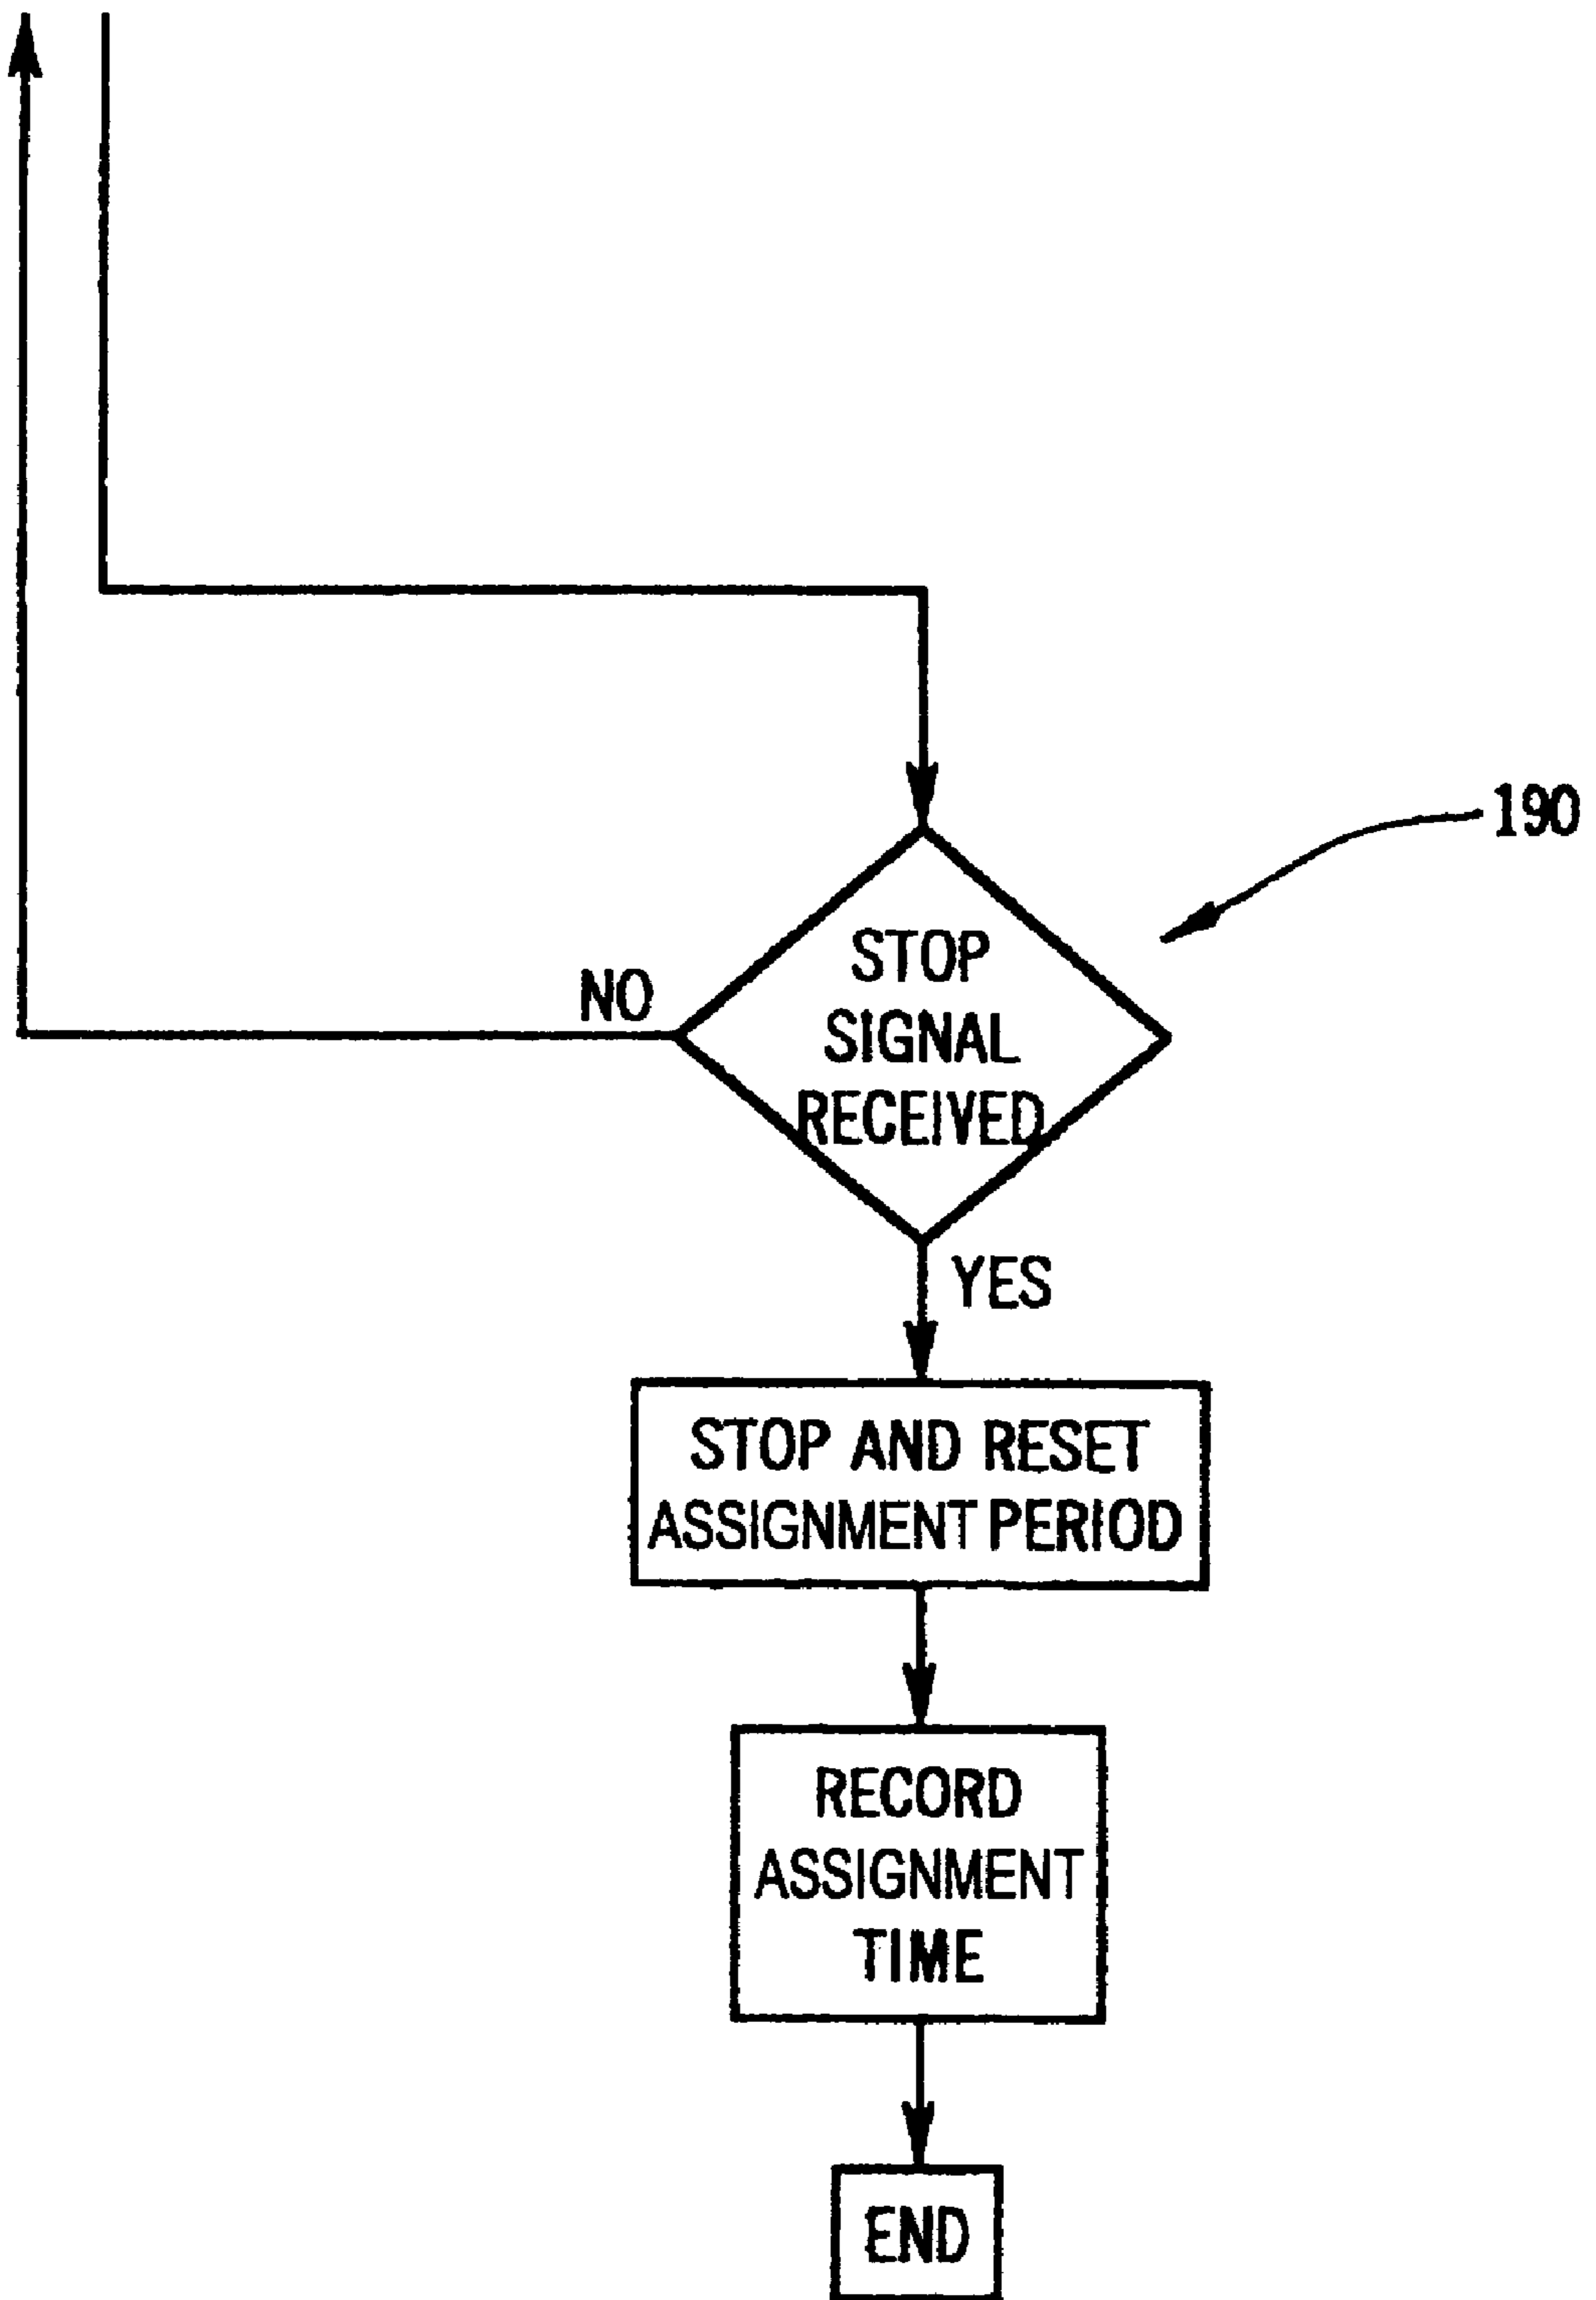 190
STOP
SIGNAL
RECEIVED
NO
YES
STOP AND RESET
ASSIGNMENT PERIOD
RECORD
ASSIGNMENT
TIME
END